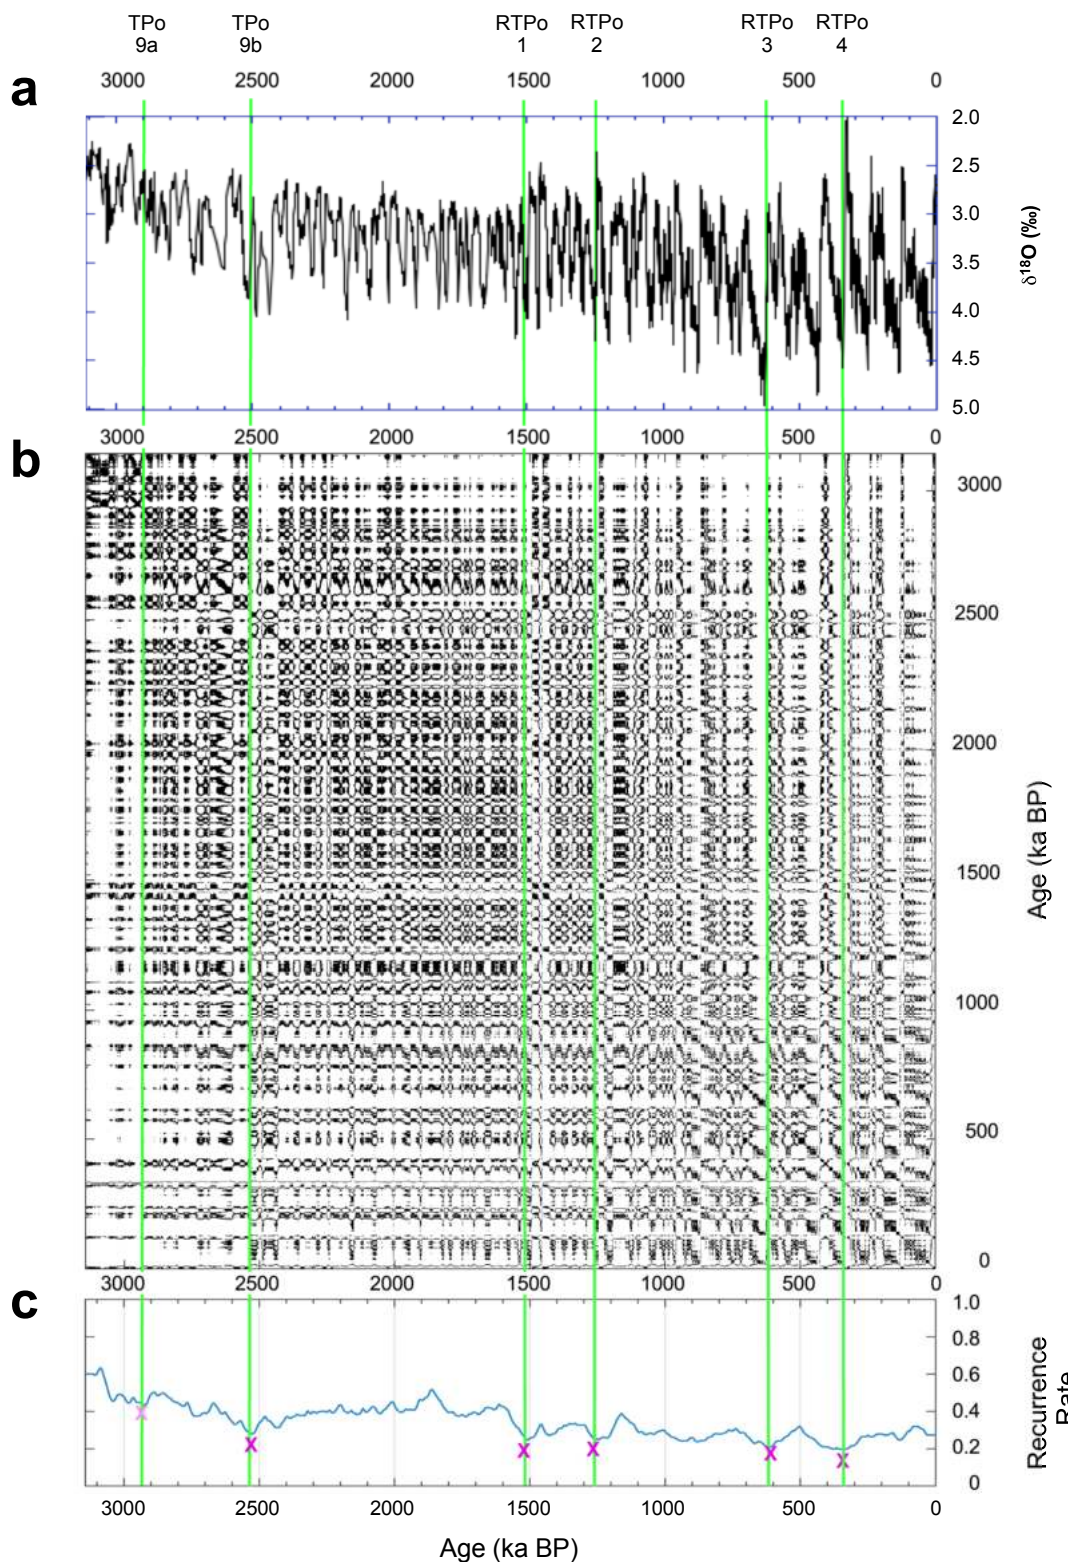 TPo TPo RTPo RTPo RTPo RTPo
9a 9b 1 2 3 4
a
3000 2500 2000 1500 1000 500 0
2.0
2.5
3.0
3.5
4.0
4.5
5.0
δ18O (‰)
b
3000 2500 2000 1500 1000 500 0
3000
2500
2000
1500
1000
500
0
Age (ka BP)
3000 2500 2000 1500 1000 500 0
c
1.0
0.8
0.6
0.4
0.2
0
Recurrence
Rate
x x x x x x
3000 2500 2000 1500 1000 500 0
Age (ka BP)